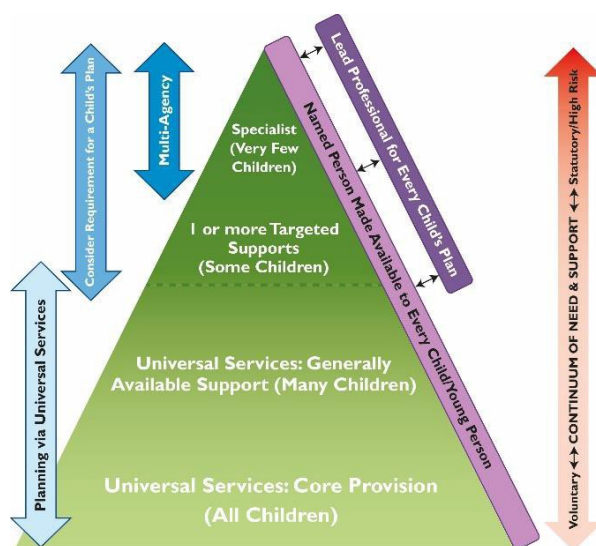 Consider Requirement for a Child's Plan
Multi-Agency
Planning via Universal Services
Specialist
(Very Few
Children)
1 or more Targeted
Supports
(Some Children)
Universal Services: Generally
Available Support (Many Children)
Universal Services: Core Provision
(All Children)
Named Person Made Available to Every Child/Young Person
Lead Professional for Every Child's Plan
Voluntary ↔ CONTINUUM OF NEED & SUPPORT ↔ Statutory/High Risk